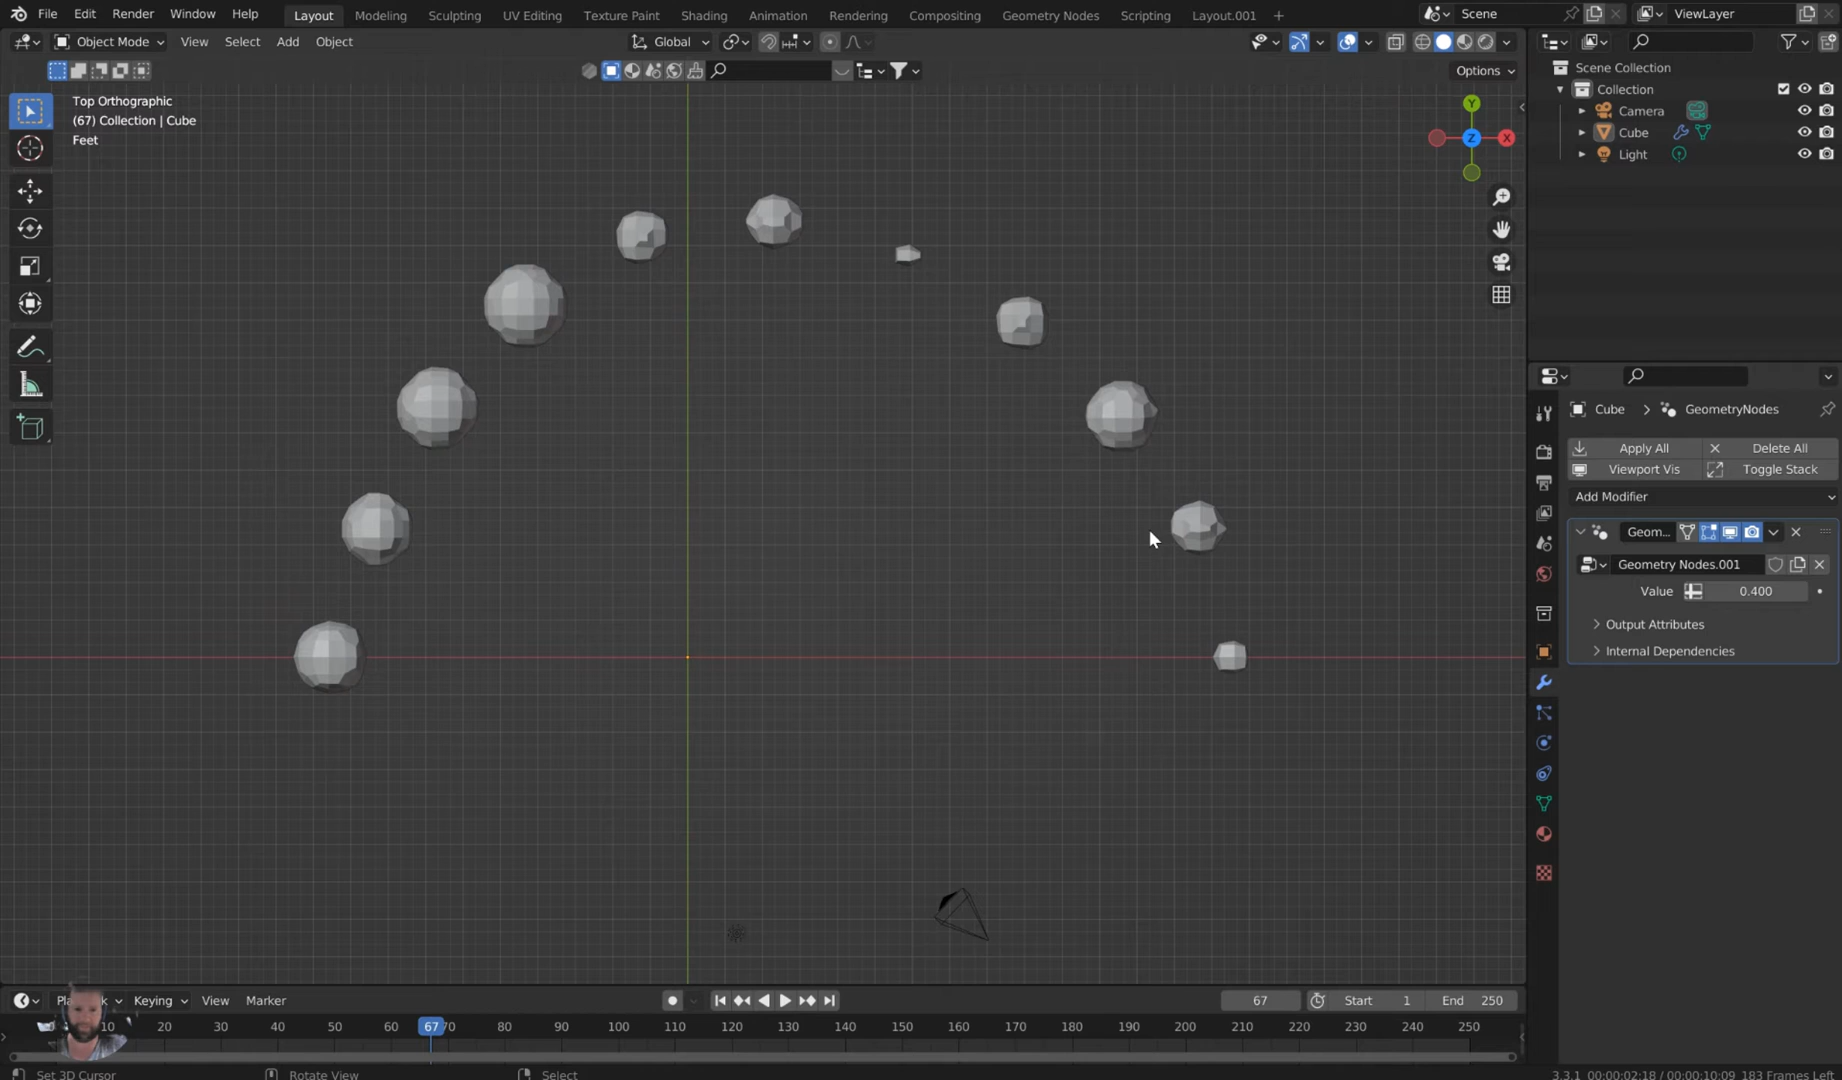 File Edit Render Window Help Layout Modeling Sculpting UV Editing Texture Paint Shading Animation Rendering Compositing Geometry Nodes Scripting Layout.001 + Scene ViewLayer
Object Mode View Select Add Object Global
Options
Top Orthographic
(67) Collection | Cube
Feet
Y
X
Z
Scene Collection
Collection
Camera
Cube
Light
Cube > GeometryNodes
Apply All Delete All
Viewport Vis Toggle Stack
Add Modifier
Geom...
Geometry Nodes.001
Value 0.400
Output Attributes
Internal Dependencies
Keying View Marker 67 Start 1 End 250
10 20 30 40 50 60 67 70 80 90 100 110 120 130 140 150 160 170 180 190 200 210 220 230 240 250
Set 3D Cursor Rotate View Select 3.3.1 00:00:02:18 / 00:00:10:09 183 Frames Left